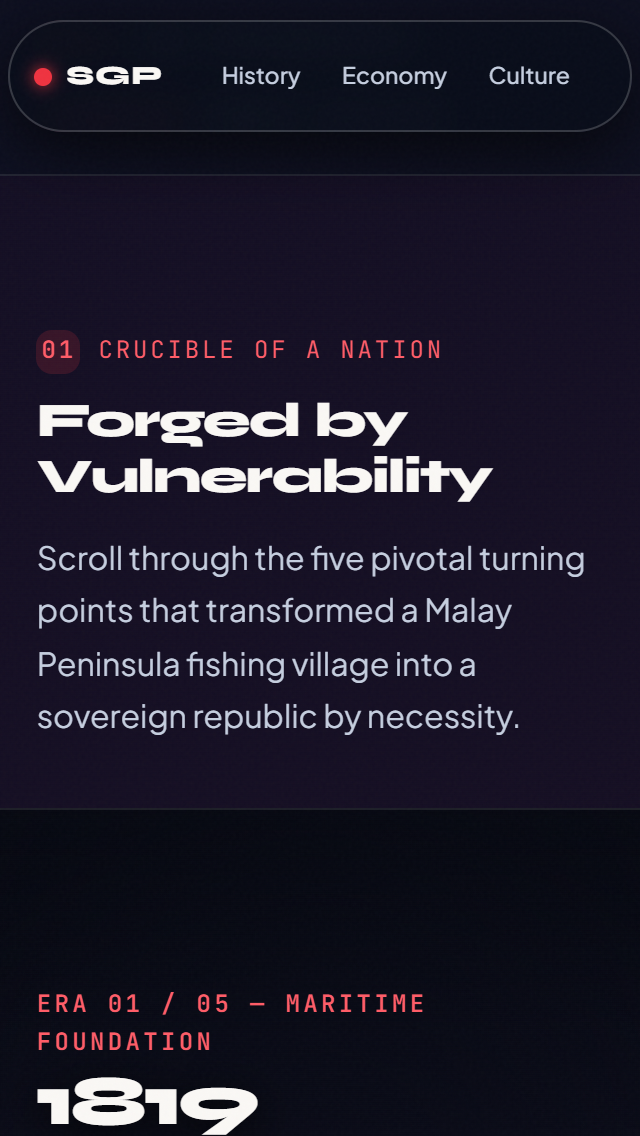 SGP History Economy Culture
01 CRUCIBLE OF A NATION
Forged by
Vulnerability
Scroll through the five pivotal turning
points that transformed a Malay
Peninsula fishing village into a
sovereign republic by necessity.
ERA 01 / 05 — MARITIME
FOUNDATION
1819